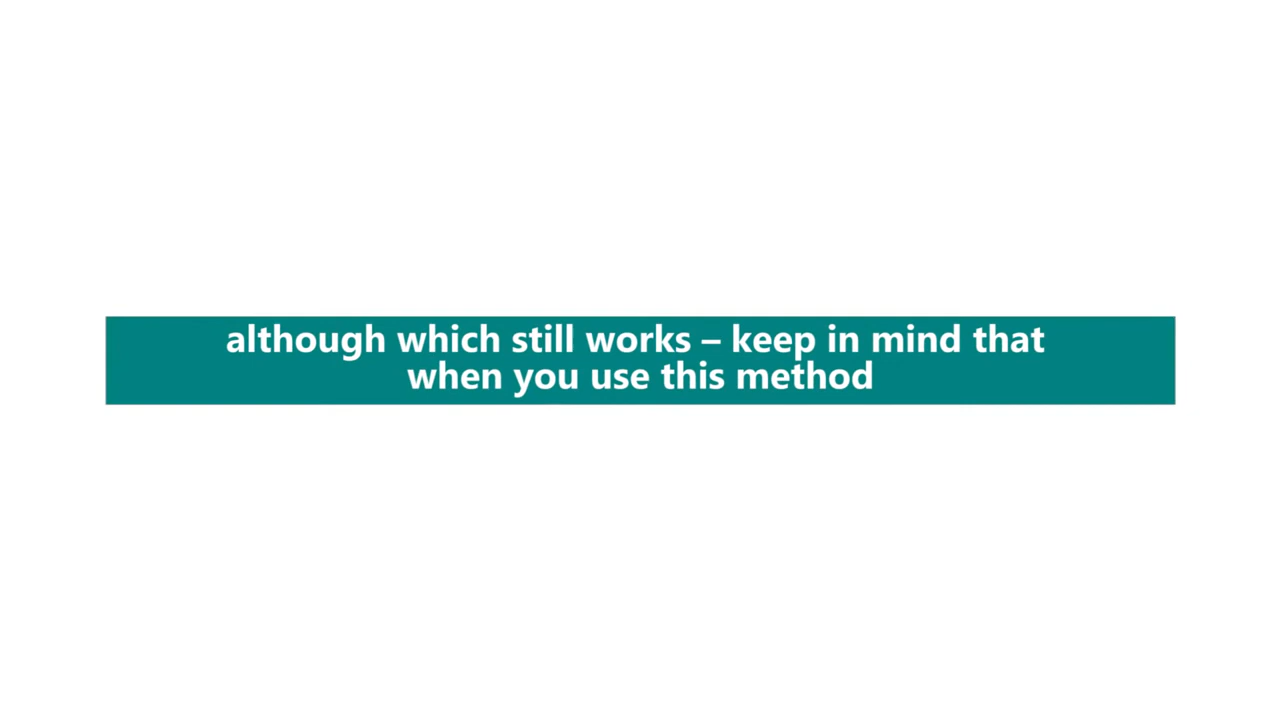 although which still works – keep in mind that
when you use this method